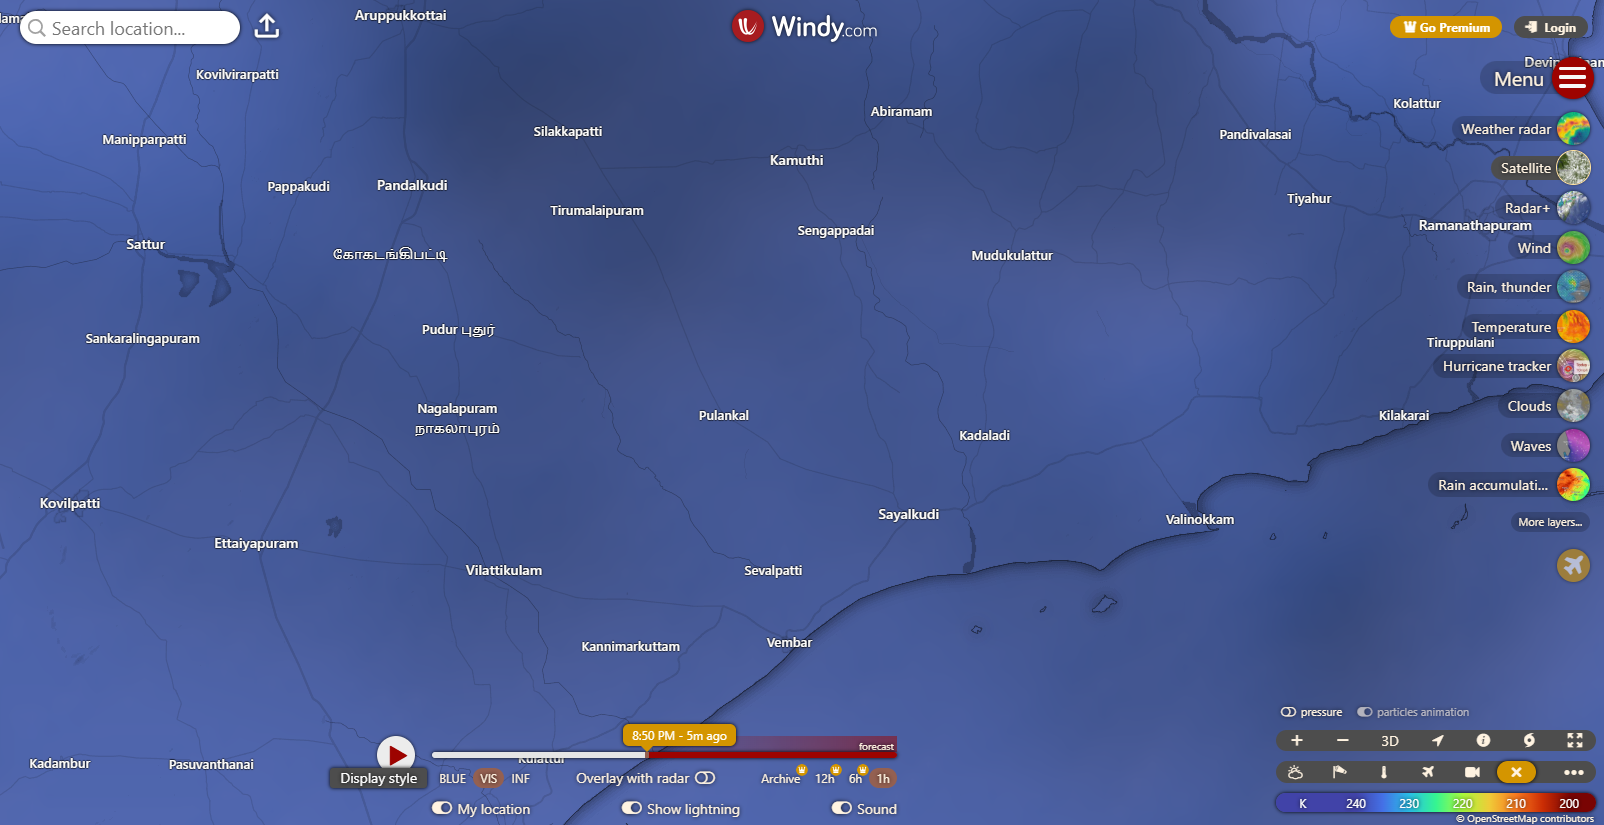 Search location...
Windy.com
Go Premium
Login
Menu
Weather radar
Satellite
Radar+
Wind
Rain, thunder
Temperature
Hurricane tracker
Clouds
Waves
Rain accumulati...
More layers...
Aruppukkottai
Kovilvirarpatti
Manipparpatti
Silakkapatti
Abiramam
Kolattur
Pandivalasai
Kamuthi
Pappakudi
Pandalkudi
Tirumalaipuram
Tiyahur
Ramanathapuram
Sengappadai
Sattur
கோகடங்கிபட்டி
Mudukulattur
Pudur புதூர்
Sankaralingapuram
Tiruppulani
Nagalapuram
நாகலாபுரம்
Pulankal
Kilakarai
Kadaladi
Kovilpatti
Sayalkudi
Valinokkam
Ettaiyapuram
Vilattikulam
Sevalpatti
Kannimarkuttam
Vembar
Kadambur
Pasuvanthanai
8:50 PM - 5m ago
forecast
Display style
BLUE
VIS
INF
Overlay with radar
Archive
12h
6h
1h
My location
Show lightning
Sound
pressure
particles animation
+
−
3D
K 240 230 220 210 200
© OpenStreetMap contributors